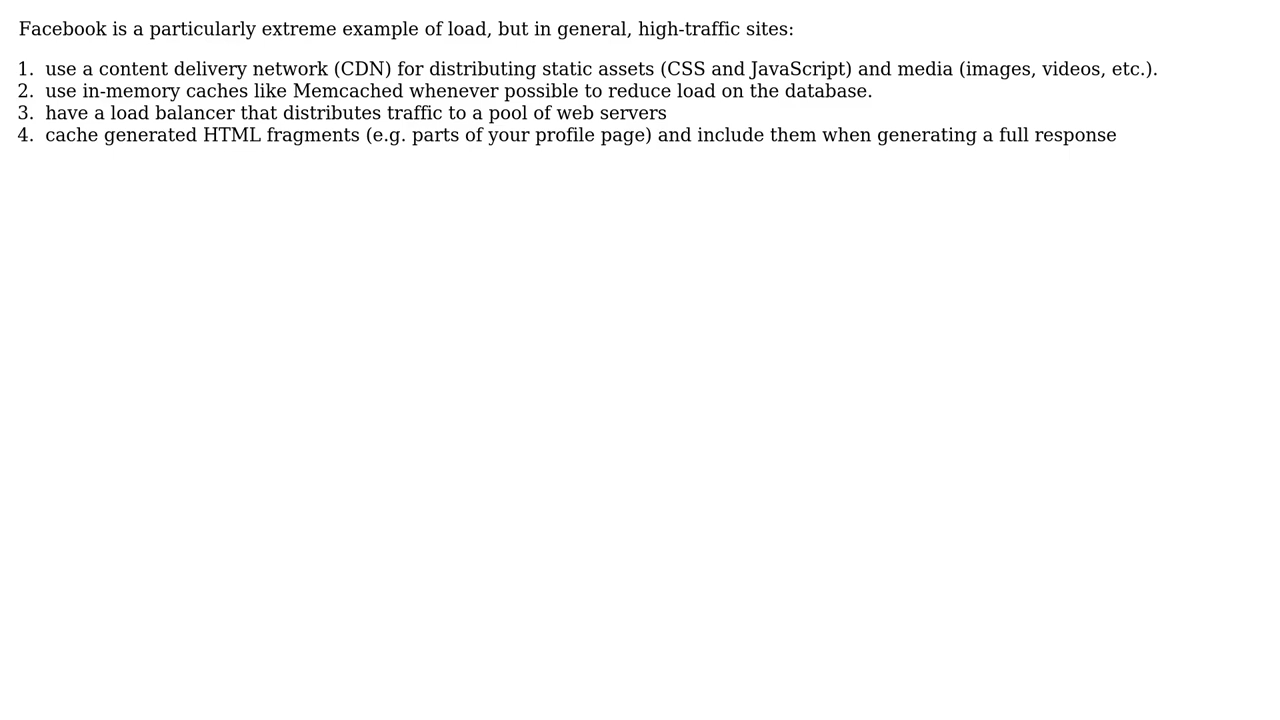 Facebook is a particularly extreme example of load, but in general, high-traffic sites:
1. use a content delivery network (CDN) for distributing static assets (CSS and JavaScript) and media (images, videos, etc.).
2. use in-memory caches like Memcached whenever possible to reduce load on the database.
3. have a load balancer that distributes traffic to a pool of web servers
4. cache generated HTML fragments (e.g. parts of your profile page) and include them when generating a full response